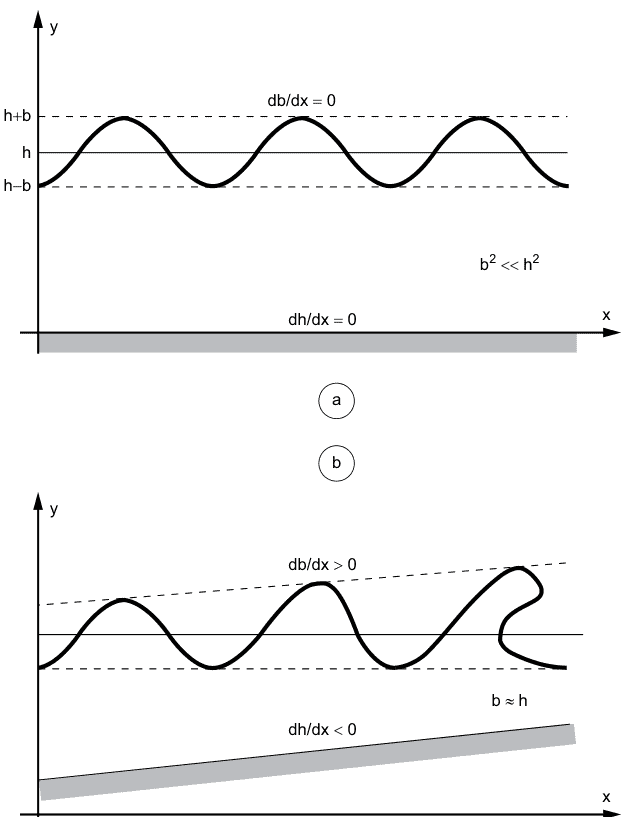 y
db/dx = 0
h+b
h
h−b
b² << h²
dh/dx = 0
x
a
b
y
db/dx > 0
b ≈ h
dh/dx < 0
x